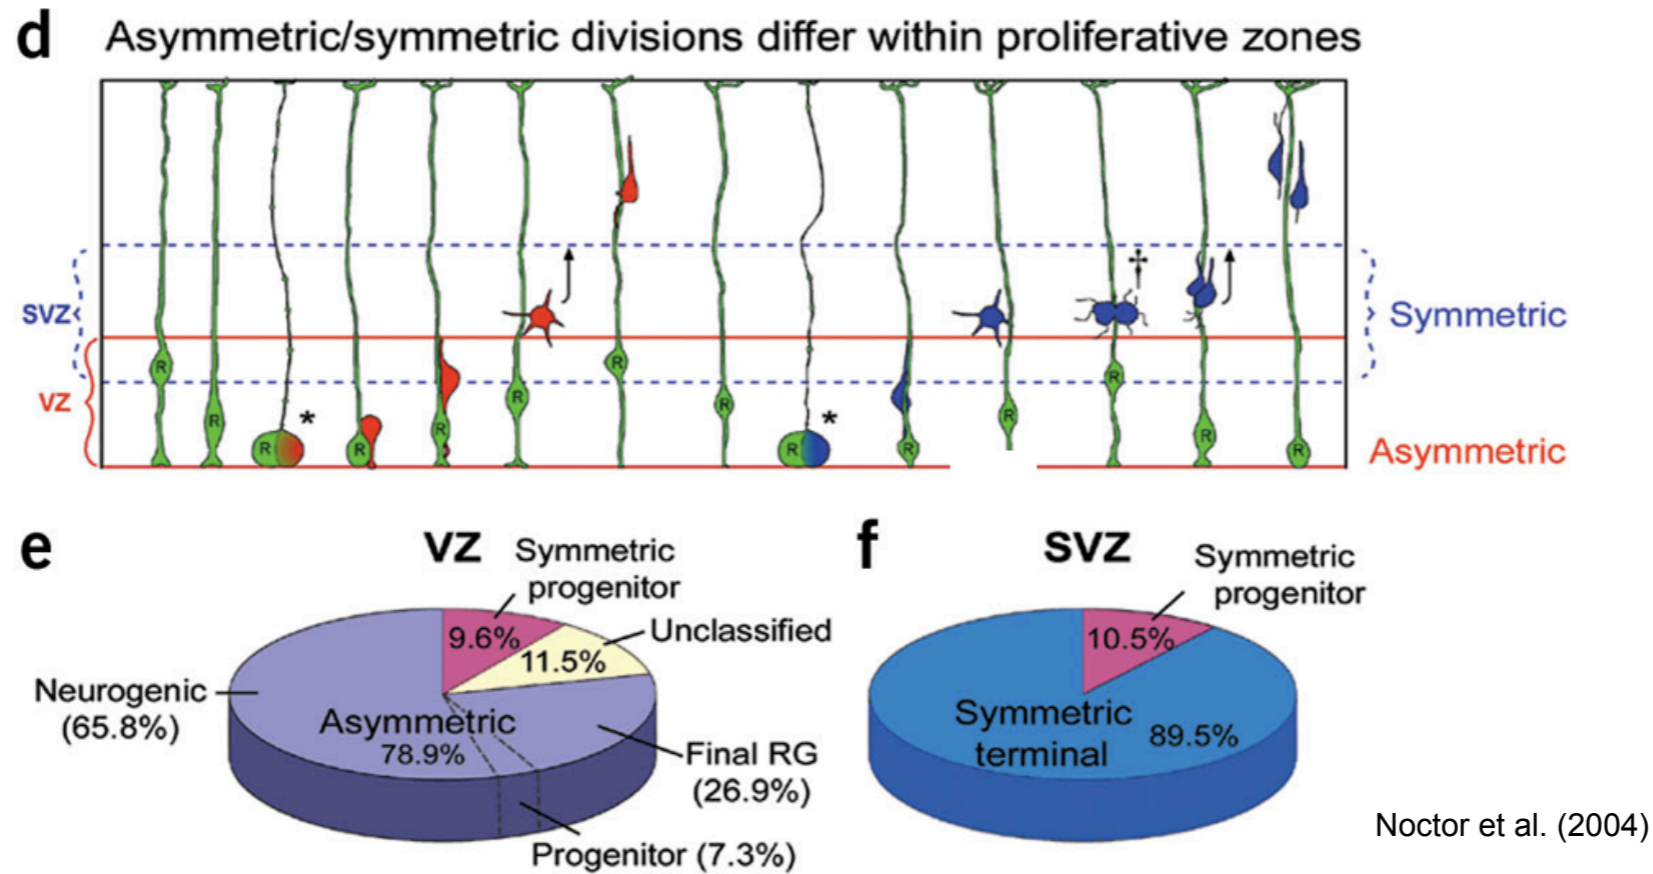 d Asymmetric/symmetric divisions differ within proliferative zones
SVZ
VZ
R
R
R
*
R
R
R
R
R
R
*
R
R
R
†
R
R
Symmetric
Asymmetric
e
VZ
Symmetric
progenitor
9.6%
Unclassified
11.5%
Neurogenic
(65.8%)
Asymmetric
78.9%
Final RG
(26.9%)
Progenitor (7.3%)
f
SVZ
Symmetric
progenitor
10.5%
Symmetric
terminal
89.5%
Noctor et al. (2004)